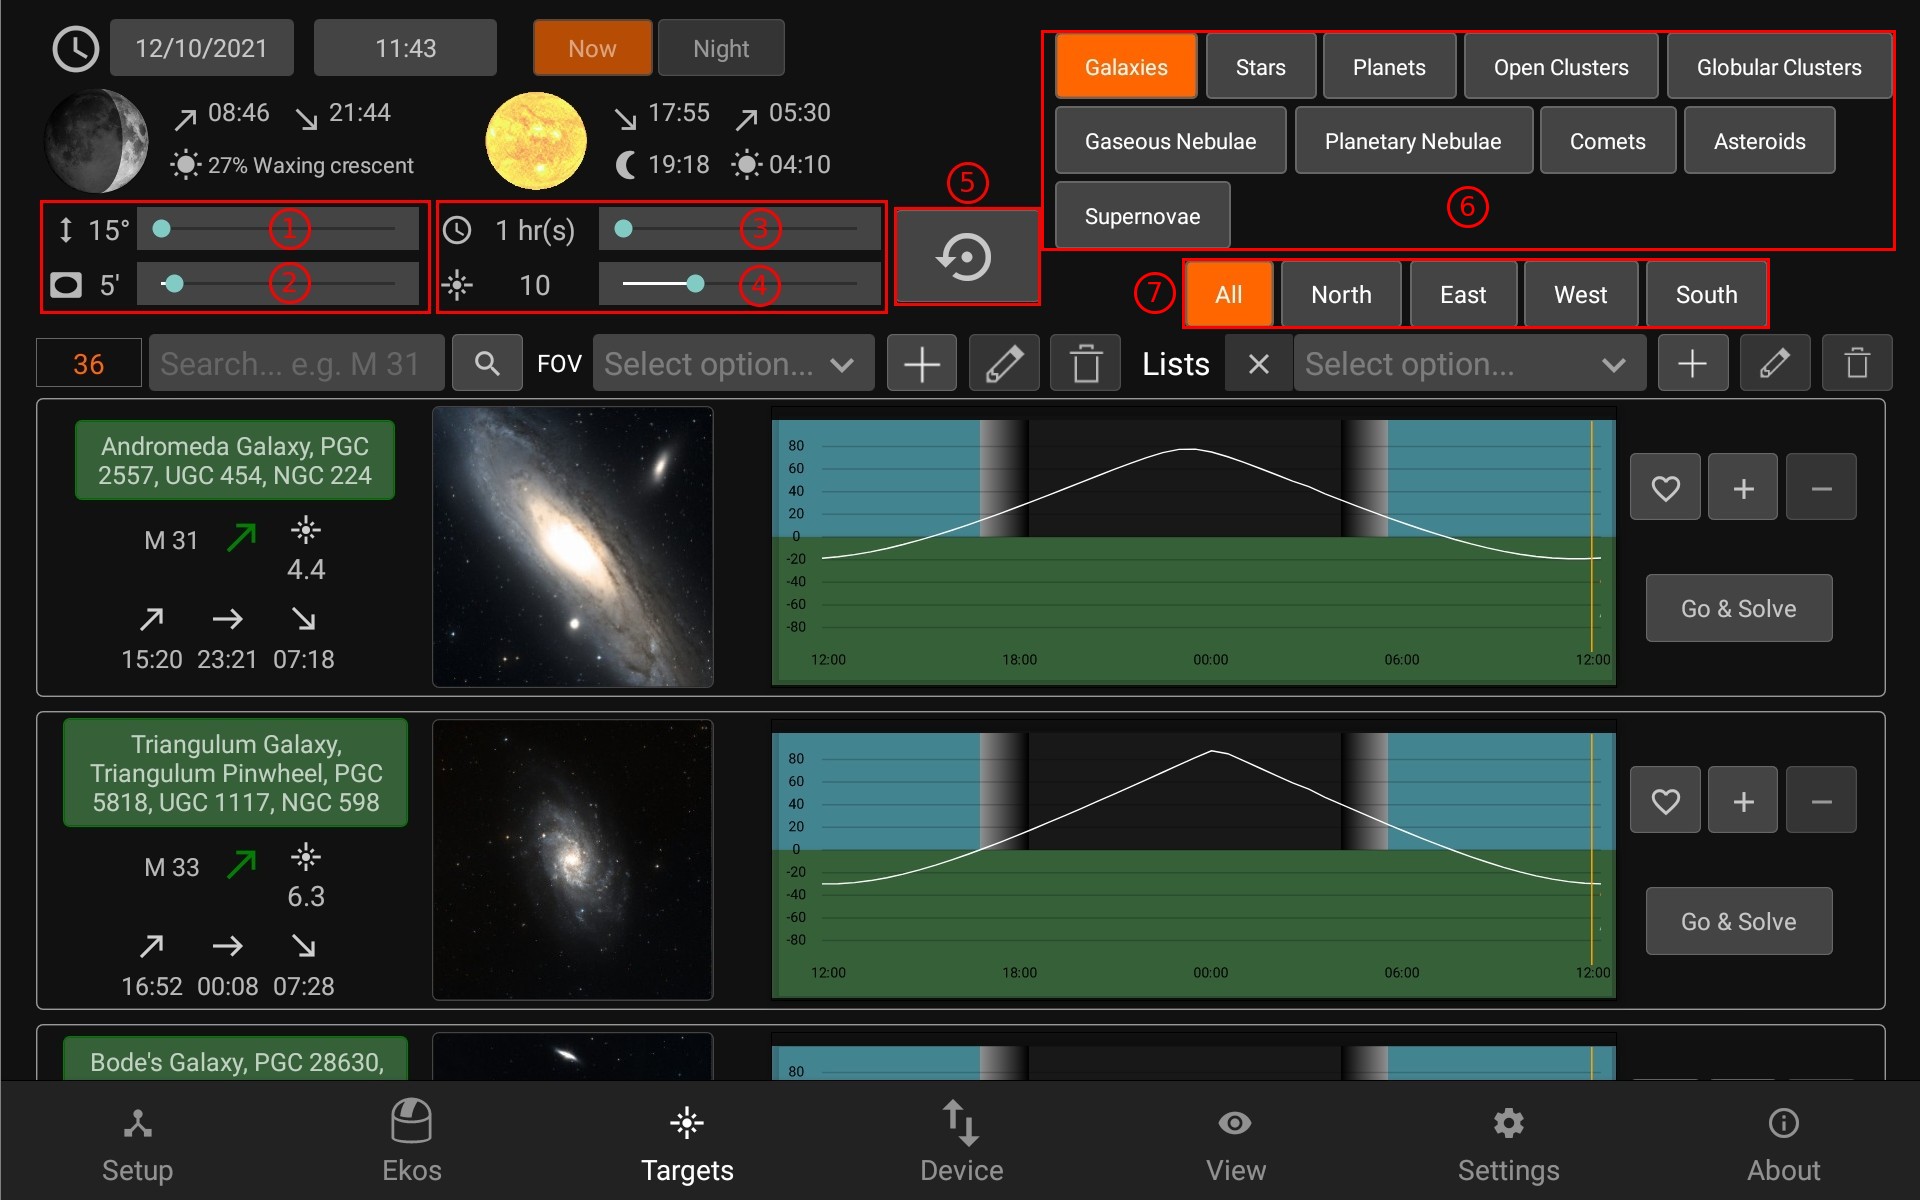 12/10/2021 11:43 Now Night
08:46 21:44 17:55 05:30
27% Waxing crescent 19:18 04:10
15° 1 1 hr(s) 3 5
5' 2 10 4
Galaxies Stars Planets Open Clusters Globular Clusters
Gaseous Nebulae Planetary Nebulae Comets Asteroids
Supernovae 6
7 All North East West South
36 Search... e.g. M 31 FOV Select option... Lists Select option...
Andromeda Galaxy, PGC
2557, UGC 454, NGC 224
M 31
4.4
15:20 23:21 07:18
80
60
40
20
0
-20
-40
-60
-80
12:00 18:00 00:00 06:00 12:00
Go & Solve
Triangulum Galaxy,
Triangulum Pinwheel, PGC
5818, UGC 1117, NGC 598
M 33
6.3
16:52 00:08 07:28
80
60
40
20
0
-20
-40
-60
-80
12:00 18:00 00:00 06:00 12:00
Go & Solve
Bode's Galaxy, PGC 28630,
80
Setup Ekos Targets Device View Settings About